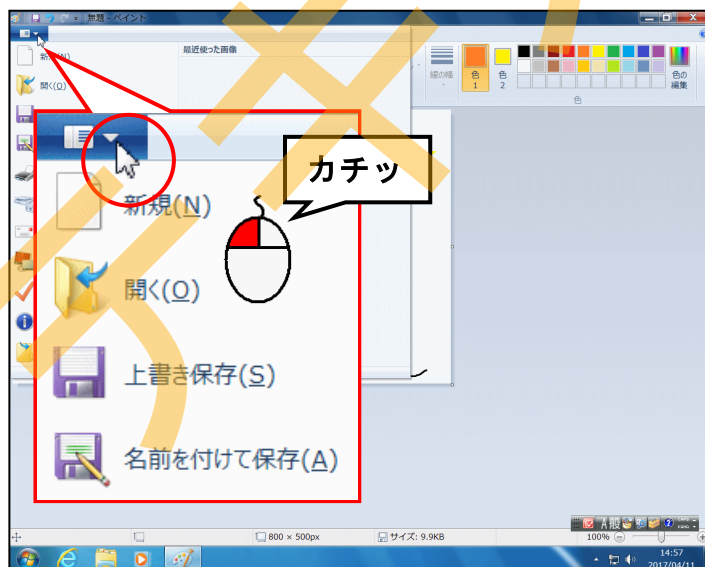 無題 - ペイント
新規(N)
最近使った画像
開く(O)
線の幅
色
1
色
2
色の
編集
色
カチッ
新規(N)
開く(O)
上書き保存(S)
名前を付けて保存(A)
800 × 500px
サイズ: 9.9KB
100%
A 般
CAPS
KANA
14:57
2017/04/11